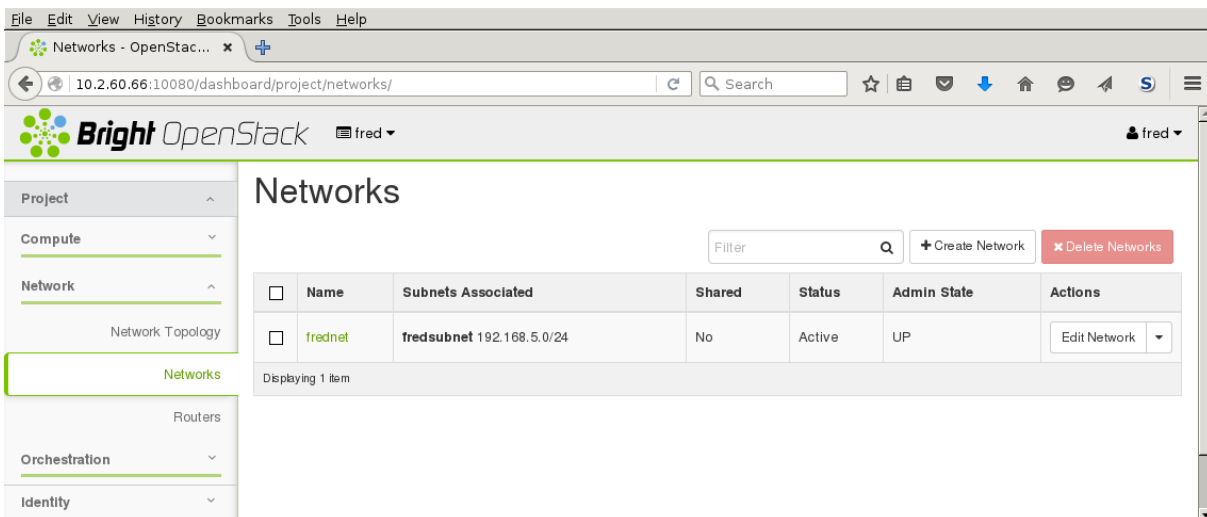 File Edit View History Bookmarks Tools Help
Networks - OpenStac...
10.2.60.66:10080/dashboard/project/networks/ Search S
Bright OpenStack fred fred
Project
Networks
Compute
Filter Create Network Delete Networks
Network
Name Subnets Associated Shared Status Admin State Actions
Network Topology
frednet fredsubnet 192.168.5.0/24 No Active UP Edit Network
Networks
Displaying 1 item
Routers
Orchestration
Identity